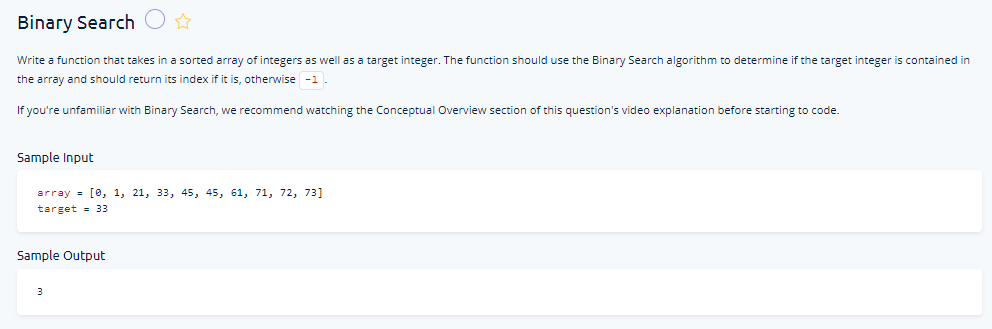 Binary Search
Write a function that takes in a sorted array of integers as well as a target integer. The function should use the Binary Search algorithm to determine if the target integer is contained in
the array and should return its index if it is, otherwise -1 .
If you're unfamiliar with Binary Search, we recommend watching the Conceptual Overview section of this question's video explanation before starting to code.
Sample Input
array = [0, 1, 21, 33, 45, 45, 61, 71, 72, 73]
target = 33
Sample Output
3